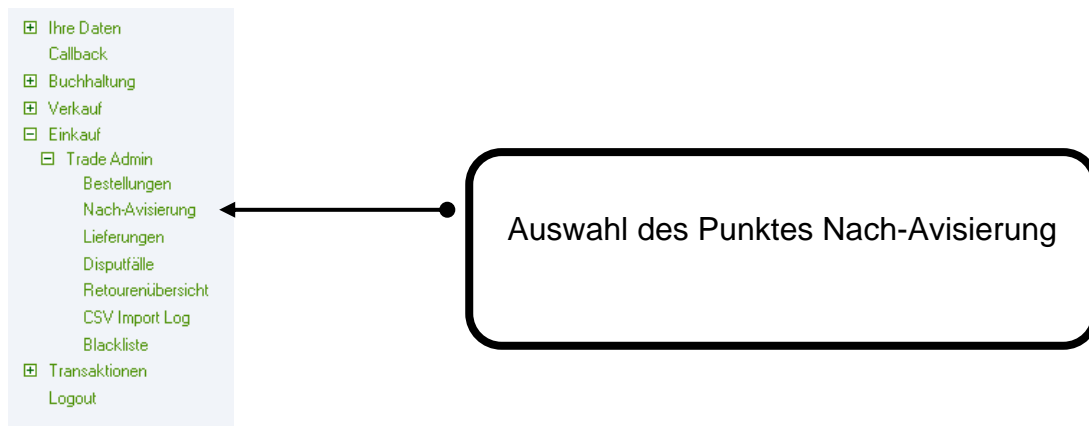 Ihre Daten
Callback
Buchhaltung
Verkauf
Einkauf
Trade Admin
Bestellungen
Nach-Avisierung
Lieferungen
Disputfälle
Retourenübersicht
CSV Import Log
Blackliste
Transaktionen
Logout
Auswahl des Punktes Nach-Avisierung